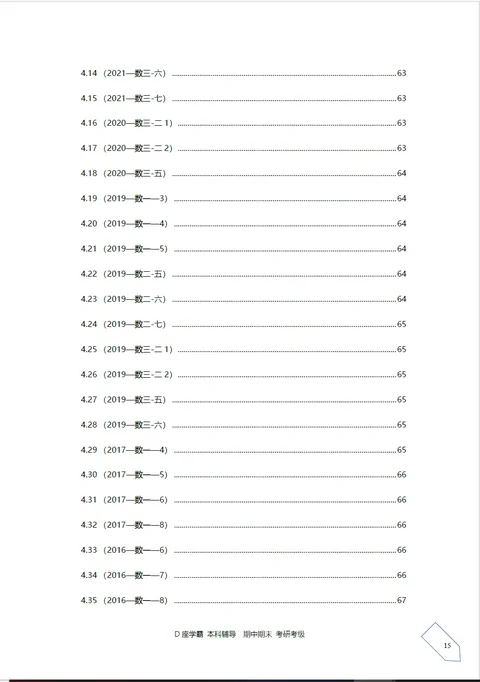 4.14（2021—数三-六）63
4.15（2021—数三-七）63
4.16（2020—数三-二 1）63
4.17（2020—数三-二 2）63
4.18（2020—数三-五）64
4.19（2019—数一—3）64
4.20（2019—数一—4）64
4.21（2019—数一—5）64
4.22（2019—数二-五）64
4.23（2019—数二-六）64
4.24（2019—数二-七）65
4.25（2019—数三-二 1）65
4.26（2019—数三-二 2）65
4.27（2019—数三-五）65
4.28（2019—数三-六）65
4.29（2017—数一—4）65
4.30（2017—数一—5）66
4.31（2017—数一—6）66
4.32（2017—数一—8）66
4.33（2016—数一—6）66
4.34（2016—数一—7）66
4.35（2016—数一—8）67
D 座学霸 本科辅导 期中期末 考研考级
15